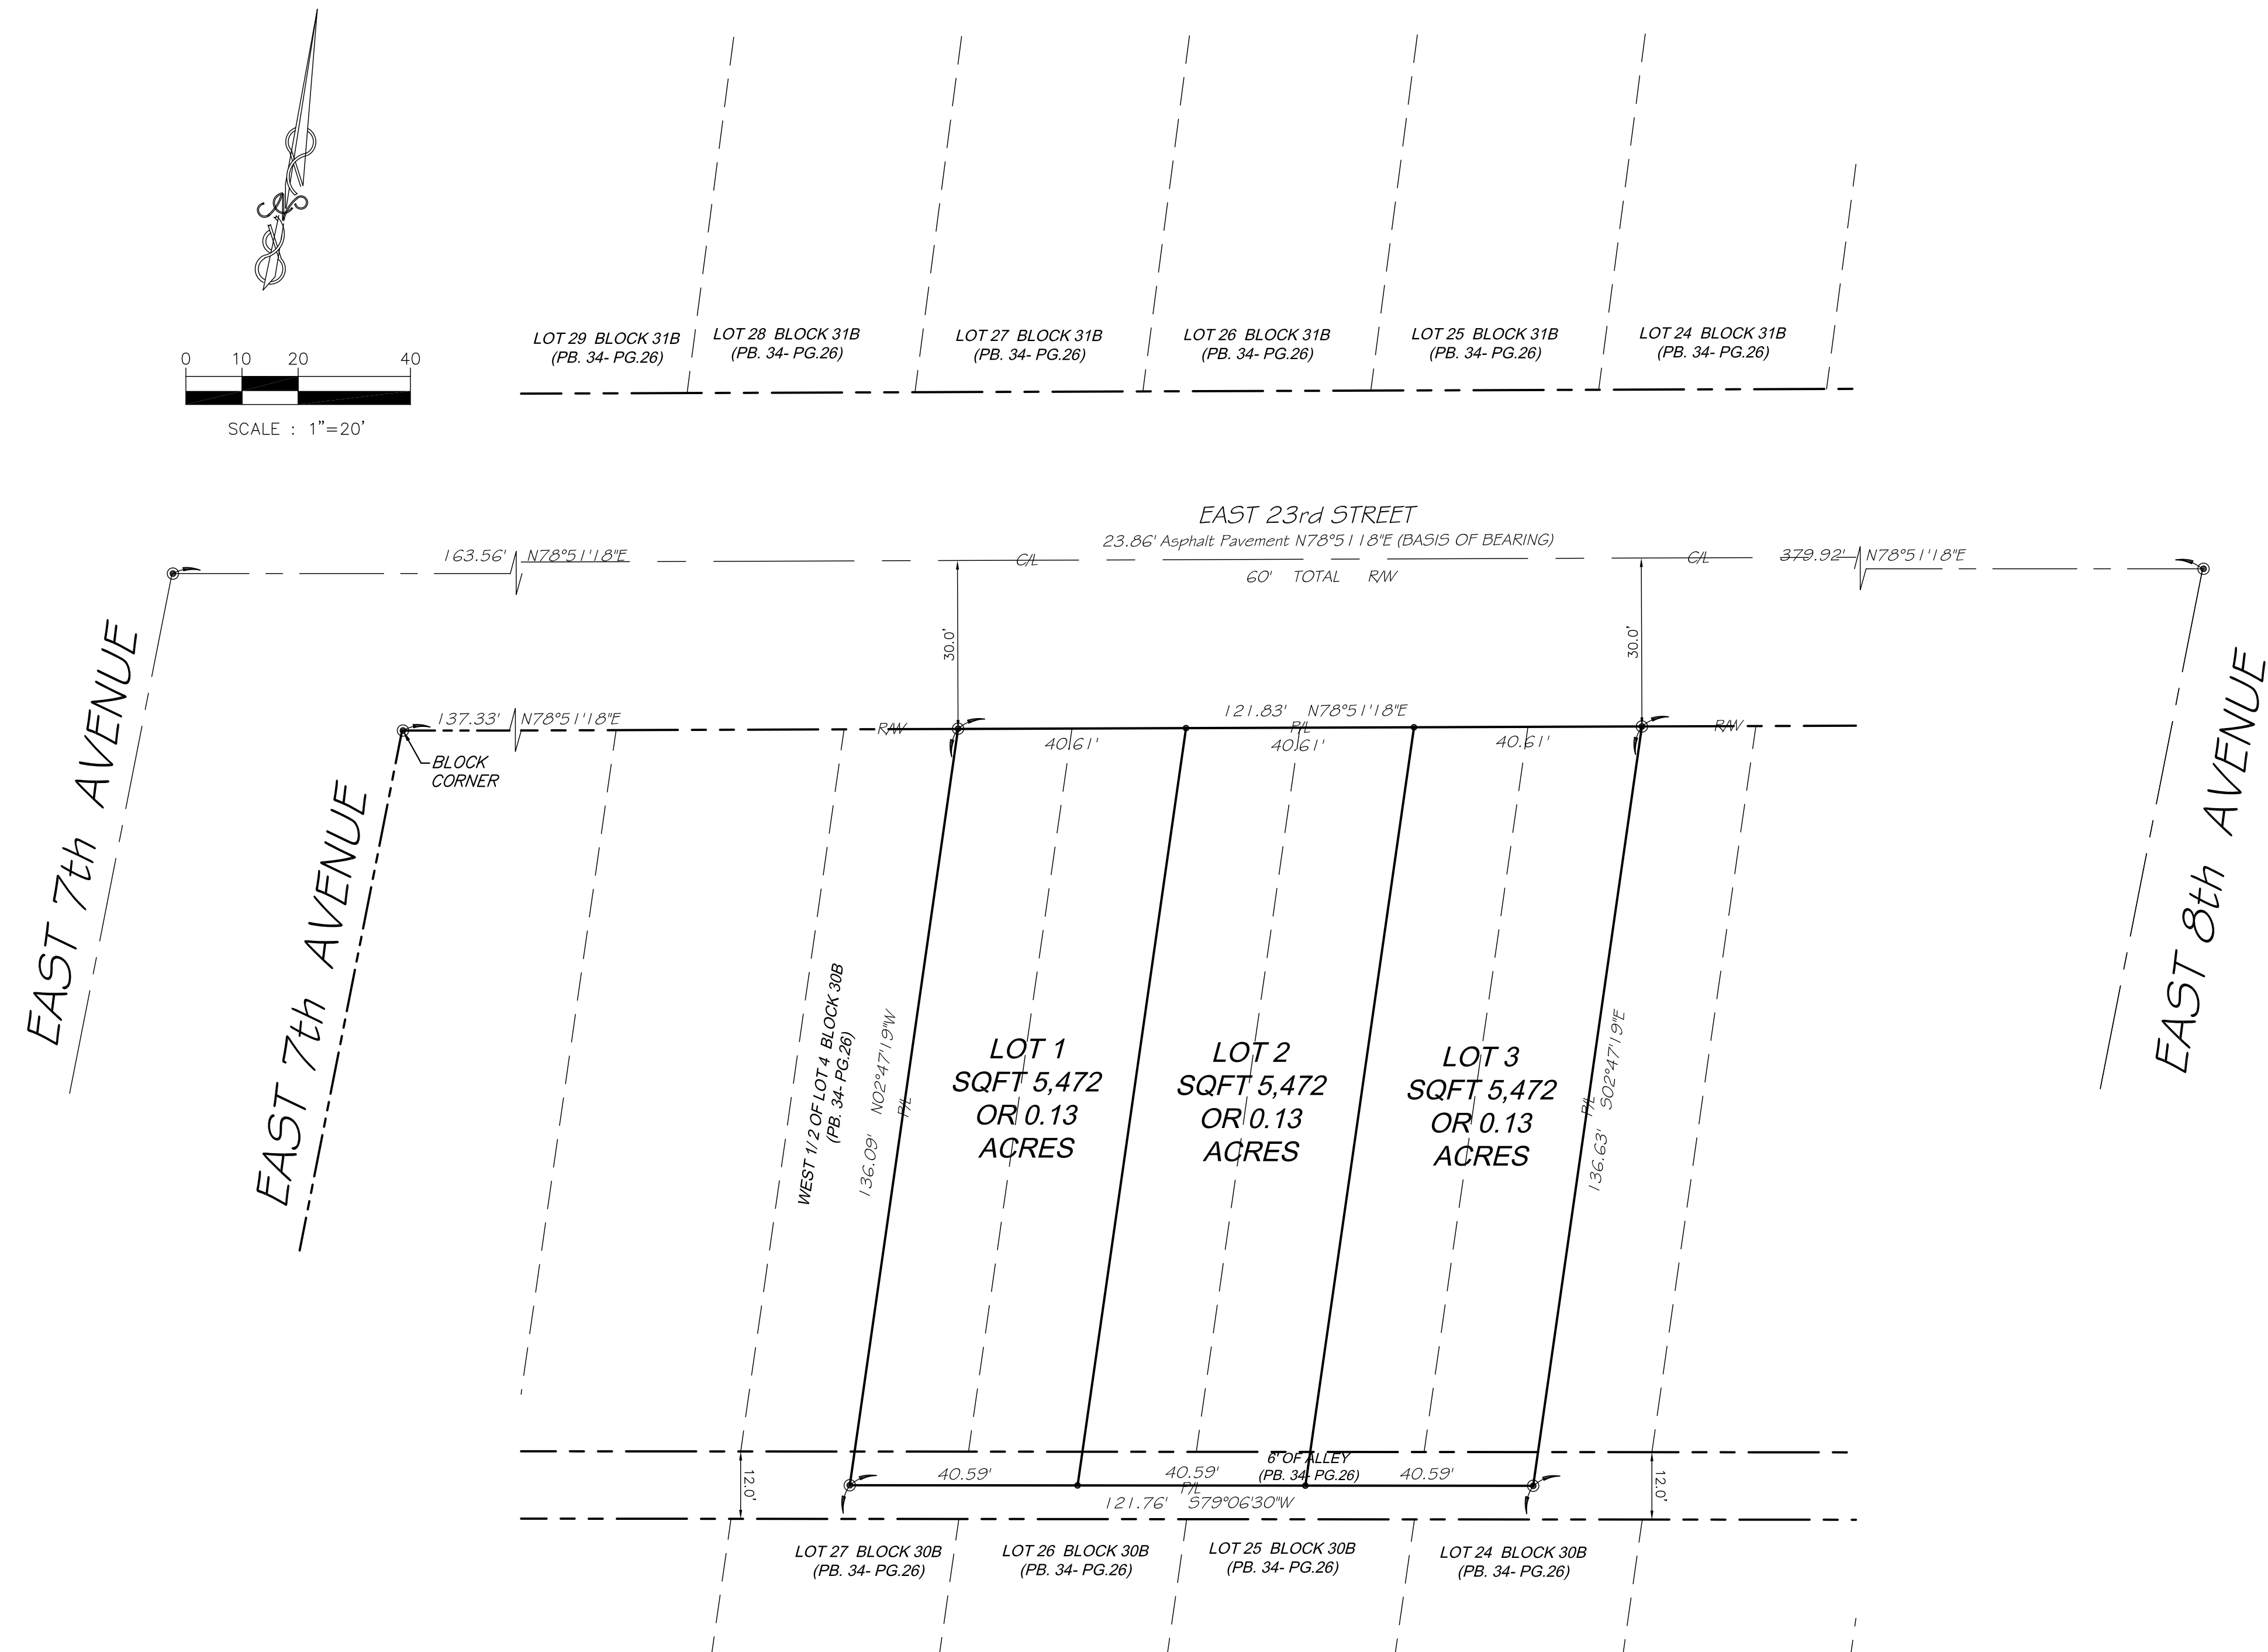 0 10 20 40
SCALE : 1"=20'
LOT 29 BLOCK 31B
(PB. 34- PG.26)
LOT 28 BLOCK 31B
(PB. 34- PG.26)
LOT 27 BLOCK 31B
(PB. 34- PG.26)
LOT 26 BLOCK 31B
(PB. 34- PG.26)
LOT 25 BLOCK 31B
(PB. 34- PG.26)
LOT 24 BLOCK 31B
(PB. 34- PG.26)
EAST 23rd STREET
23.86' Asphalt Pavement N78°51'18"E (BASIS OF BEARING)
60' TOTAL R/W
163.56' N78°51'18"E
C/L
C/L
379.92' N78°51'18"E
30.0'
30.0'
EAST 7th AVENUE
EAST 7th AVENUE
EAST 8th AVENUE
137.33' N78°51'18"E
BLOCK
CORNER
R/W
121.83' N78°51'18"E
P/L
R/W
40.61'
40.61'
40.61'
WEST 1/2 OF LOT 4 BLOCK 30B
(PB. 34- PG.26)
136.09' N02°47'19"W
P/L
LOT 1
SQFT 5,472
OR 0.13
ACRES
LOT 2
SQFT 5,472
OR 0.13
ACRES
LOT 3
SQFT 5,472
OR 0.13
ACRES
P/L
136.63' S02°47'19"E
12.0'
40.59'
40.59'
6' OF ALLEY
(PB. 34- PG.26)
40.59'
12.0'
P/L
121.76' S79°06'30"W
LOT 27 BLOCK 30B
(PB. 34- PG.26)
LOT 26 BLOCK 30B
(PB. 34- PG.26)
LOT 25 BLOCK 30B
(PB. 34- PG.26)
LOT 24 BLOCK 30B
(PB. 34- PG.26)